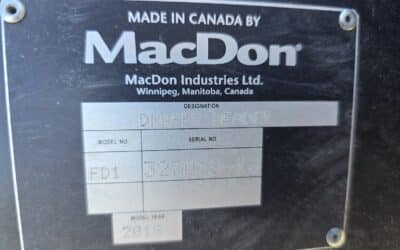 MADE IN CANADA BY
MacDon®
MacDon Industries Ltd.
Winnipeg, Manitoba, Canada
DESIGNATION
MODEL NO.
SERIAL NO.
FD1
MODEL YEAR